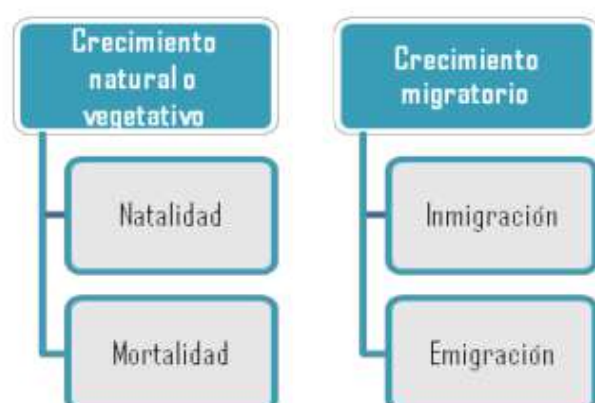 Crecimiento
natural o
vegetativo
Natalidad
Mortalidad
Crecimiento
migratorio
Inmigración
Emigración